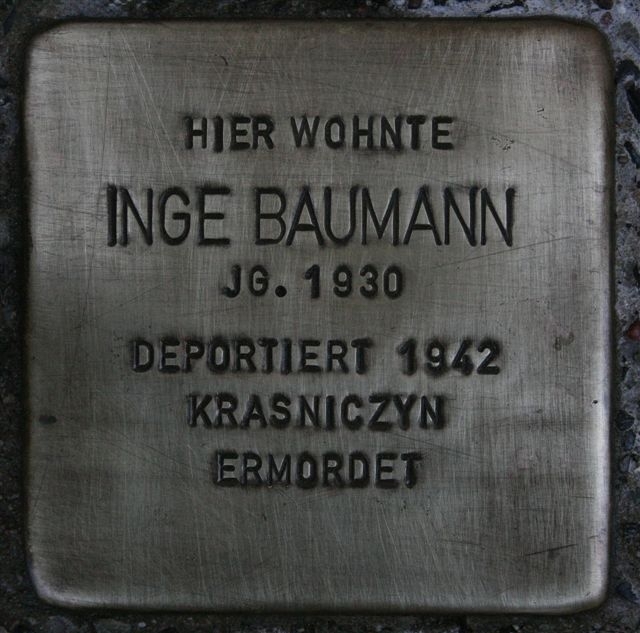 HIER WOHNTE
INGE BAUMANN
JG. 1930
DEPORTIERT 1942
KRASNICZYN
ERMORDET